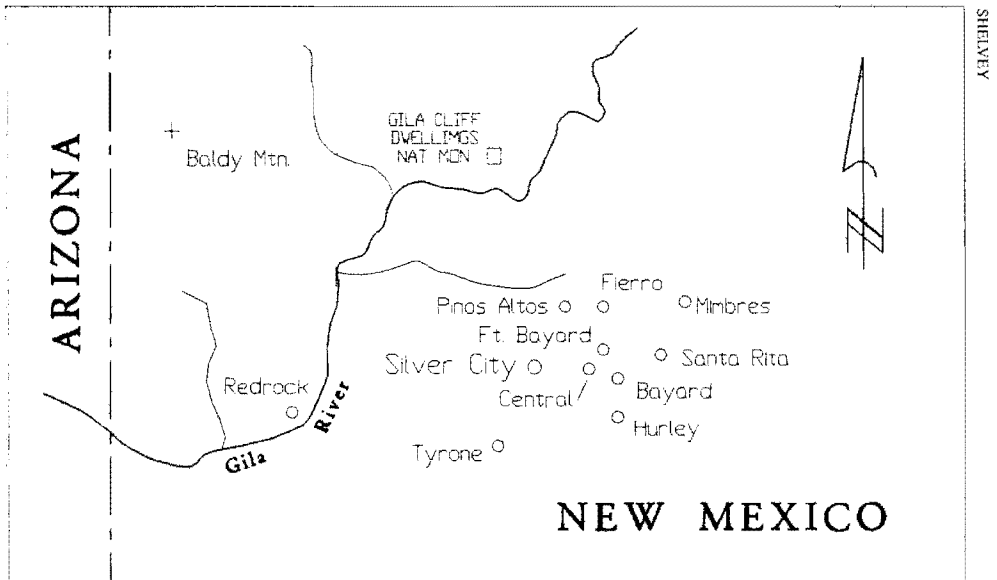 SHELVEY
ARIZONA
Baldy Mtn.
GILA CLIFF
DWELLIMGS
NAT MON
N
Fierro
Pinos Altos
Mimbres
Ft. Bayard
Silver City
Santa Rita
Central
Bayard
Redrock
River
Hurley
Gila
Tyrone
NEW MEXICO